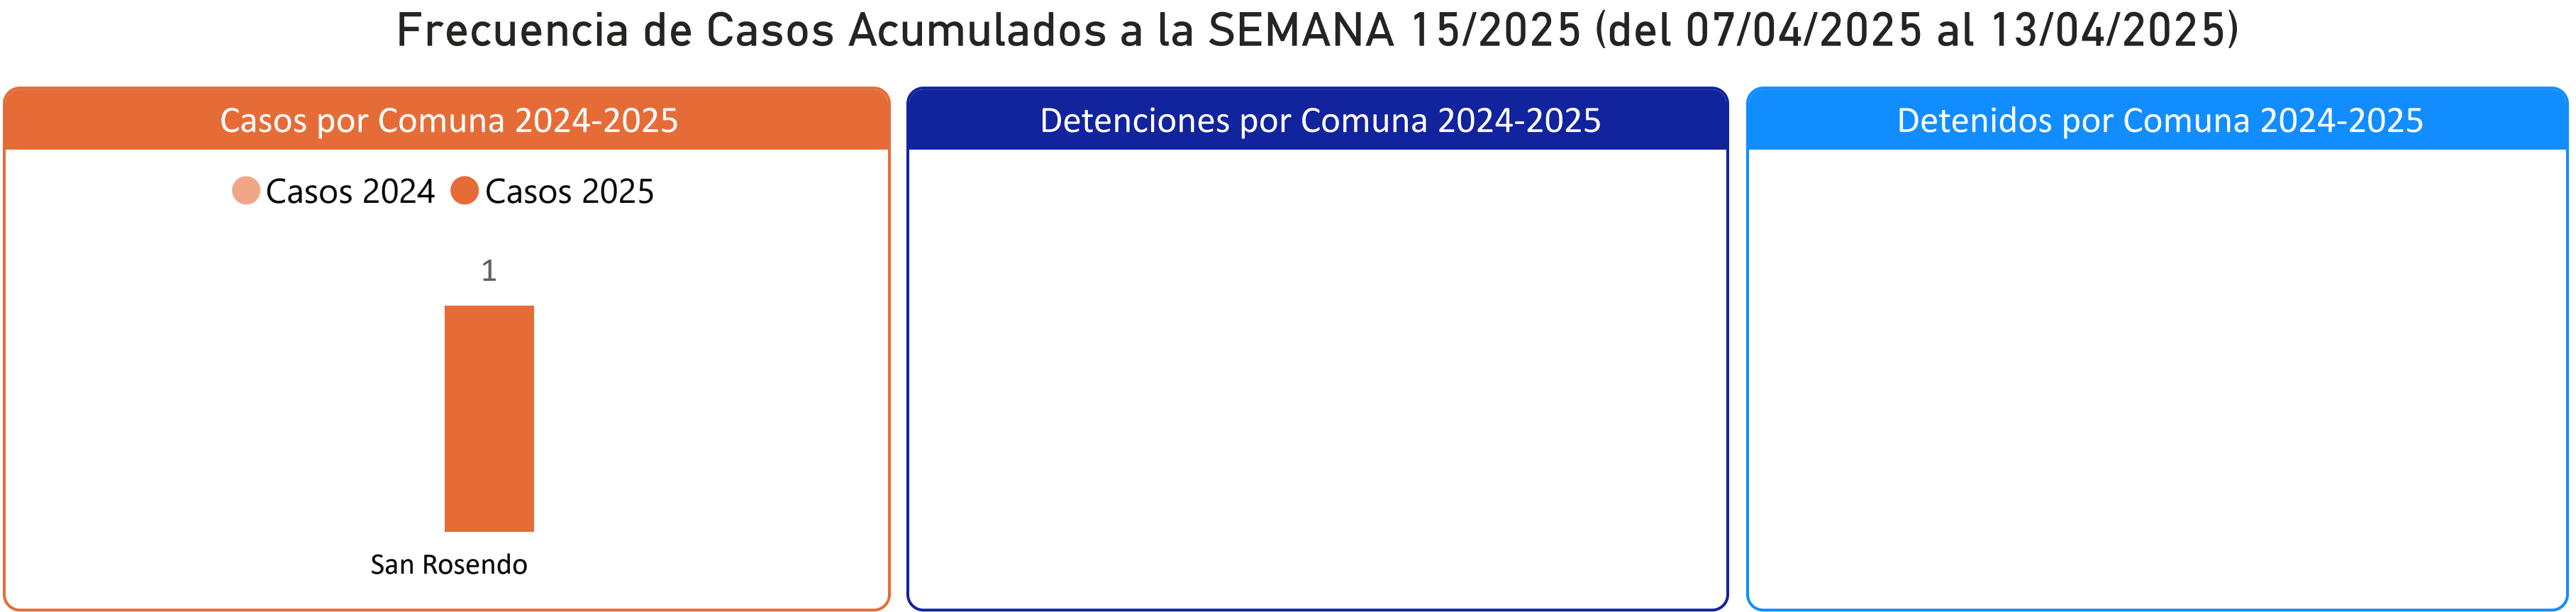 Frecuencia de Casos Acumulados a la SEMANA 15/2025 (del 07/04/2025 al 13/04/2025)
Casos por Comuna 2024-2025
Casos 2024 Casos 2025
1
San Rosendo
Detenciones por Comuna 2024-2025
Detenidos por Comuna 2024-2025